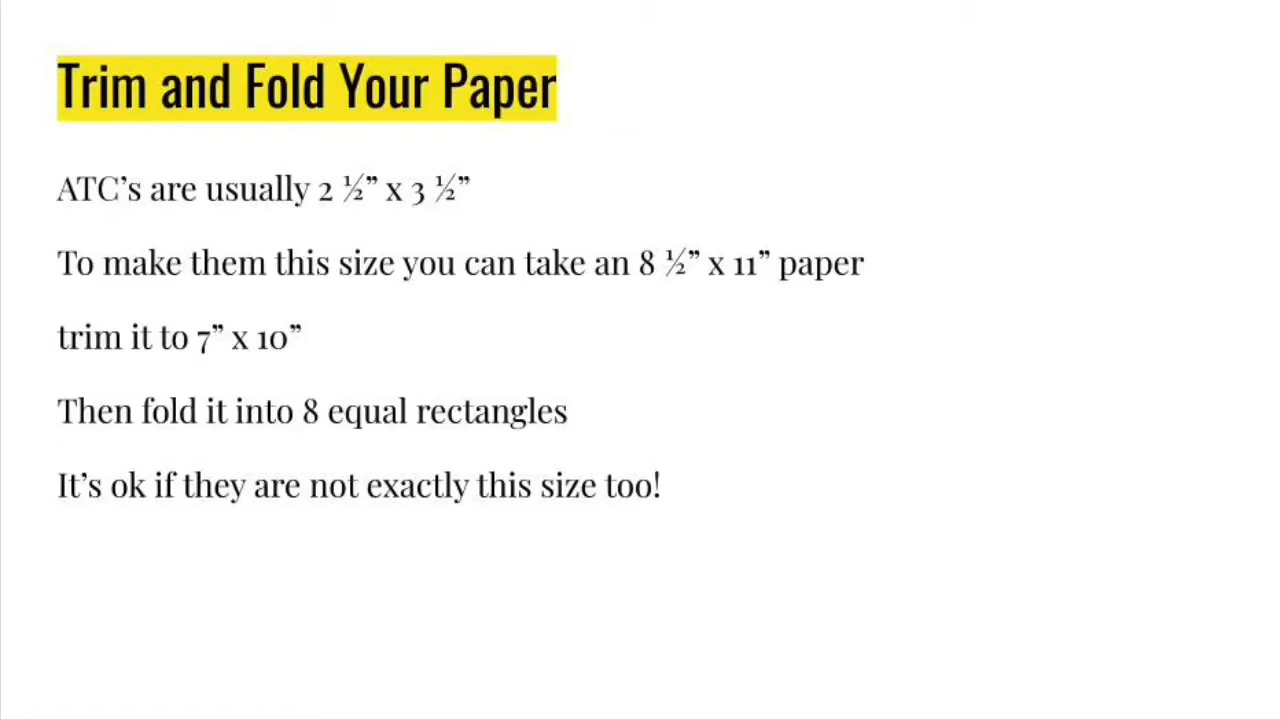 Trim and Fold Your Paper
ATC’s are usually 2 ½” x 3 ½”
To make them this size you can take an 8 ½” x 11” paper
trim it to 7” x 10”
Then fold it into 8 equal rectangles
It’s ok if they are not exactly this size too!